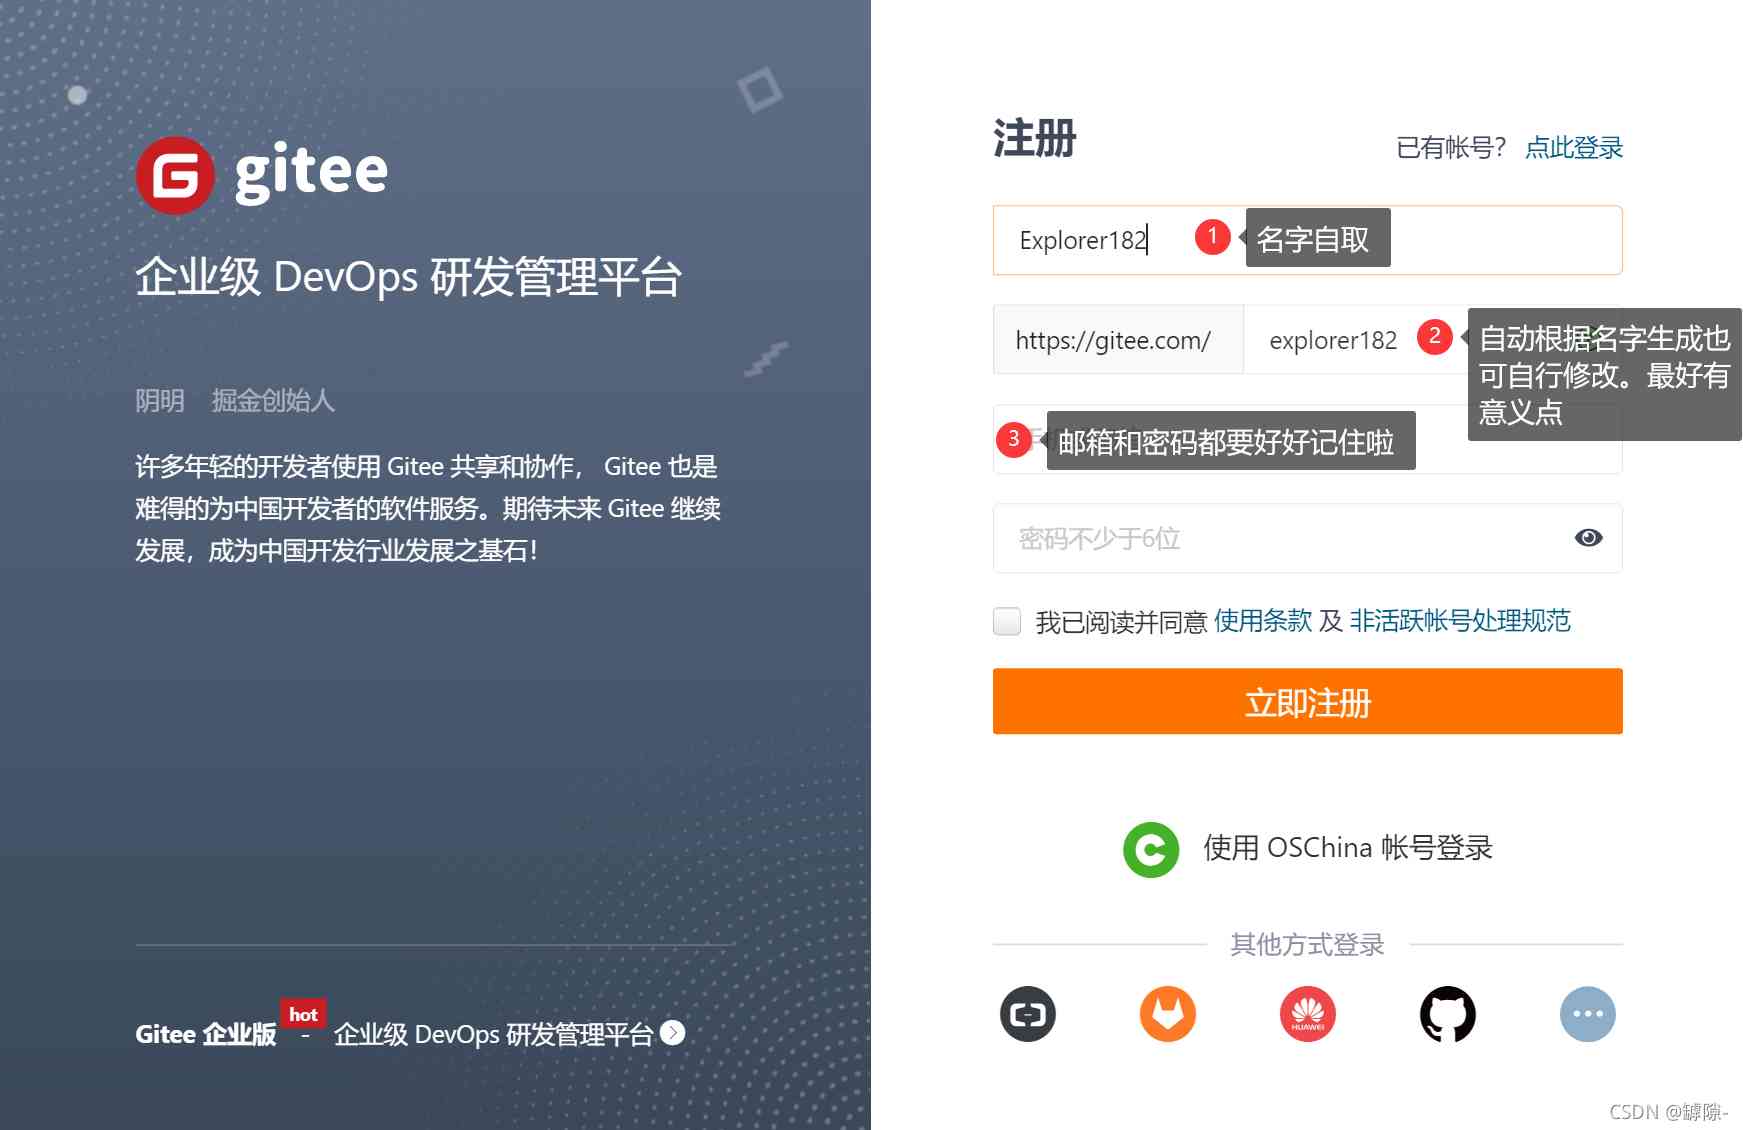 gitee
企业级 DevOps 研发管理平台
阴明 掘金创始人
许多年轻的开发者使用 Gitee 共享和协作， Gitee 也是
难得的为中国开发者的软件服务。期待未来 Gitee 继续
发展，成为中国开发行业发展之基石！
Gitee 企业版 hot - 企业级 DevOps 研发管理平台
注册
已有帐号？ 点此登录
Explorer182
1 名字自取
https://gitee.com/ explorer182
2 自动根据名字生成也
可自行修改。最好有
意义点
3 邮箱和密码都要好好记住啦
密码不少于6位
我已阅读并同意 使用条款 及 非活跃帐号处理规范
立即注册
使用 OSChina 帐号登录
其他方式登录
HUAWEI
CSDN @罅隙-